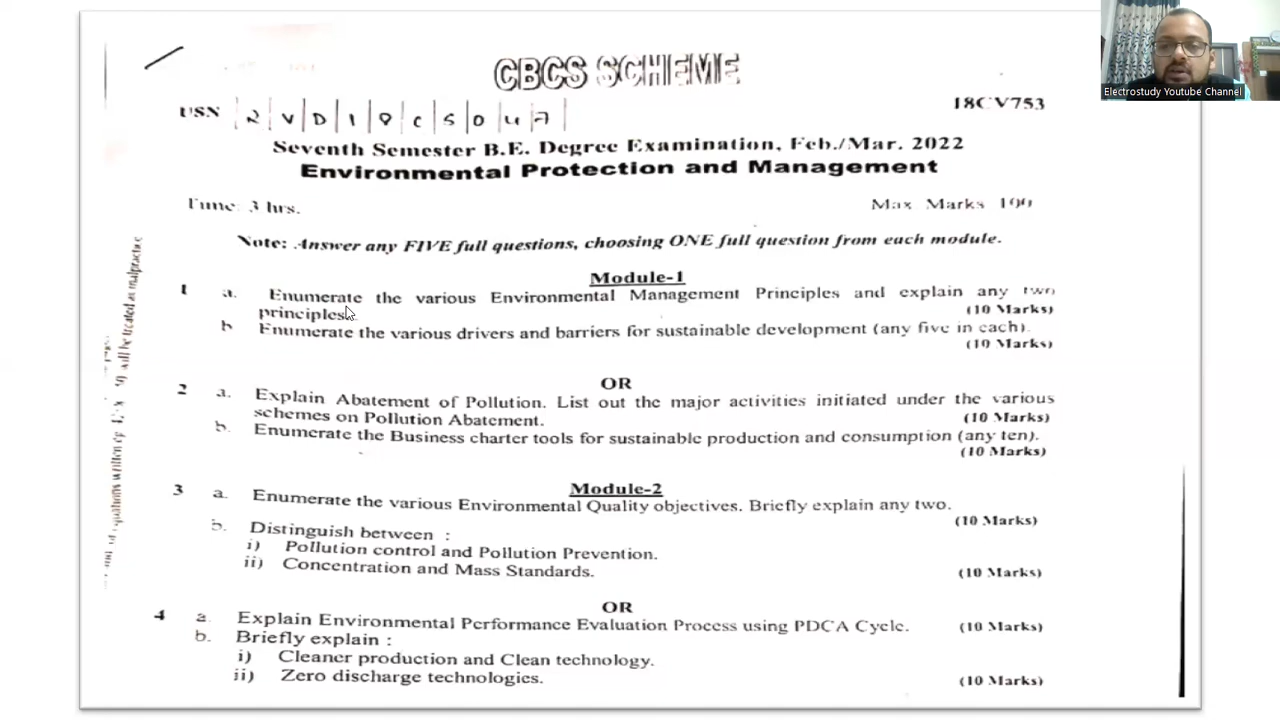 CBCS SCHEME
USN 2 V D 1 8 C S 0 4 7
18CV753
Electrostudy Youtube Channel
Seventh Semester B.E. Degree Examination, Feb./Mar. 2022
Environmental Protection and Management
Time: 3 hrs.
Max Marks 100
Note: Answer any FIVE full questions, choosing ONE full question from each module.
Module-1
1 a. Enumerate the various Environmental Management Principles and explain any two
principles. (10 Marks)
b Enumerate the various drivers and barriers for sustainable development (any five in each).
(10 Marks)
OR
2 a. Explain Abatement of Pollution. List out the major activities initiated under the various
schemes on Pollution Abatement. (10 Marks)
b. Enumerate the Business charter tools for sustainable production and consumption (any ten).
(10 Marks)
Module-2
3 a. Enumerate the various Environmental Quality objectives. Briefly explain any two.
(10 Marks)
b. Distinguish between :
i) Pollution control and Pollution Prevention.
ii) Concentration and Mass Standards. (10 Marks)
OR
4 a. Explain Environmental Performance Evaluation Process using PDCA Cycle. (10 Marks)
b. Briefly explain :
i) Cleaner production and Clean technology.
ii) Zero discharge technologies. (10 Marks)
will be treated as malpractice